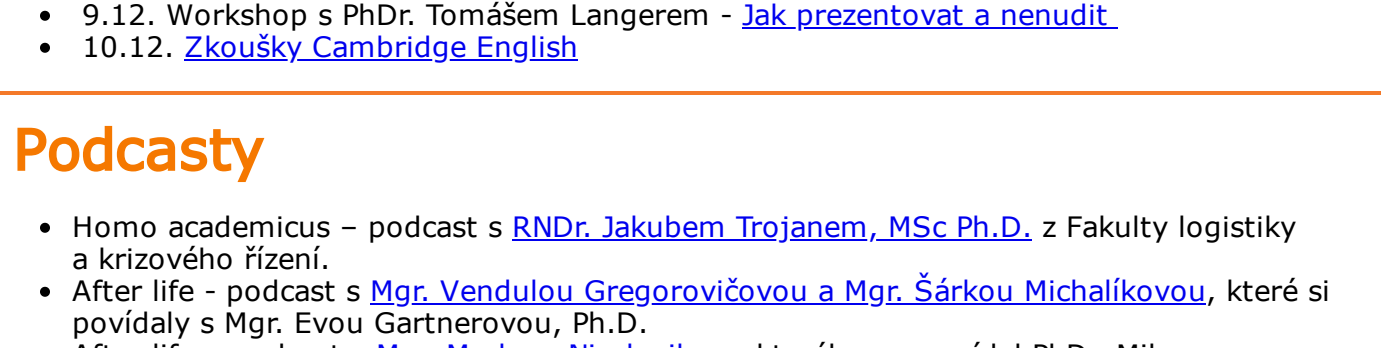 • 9.12. Workshop s PhDr. Tomášem Langerem - Jak prezentovat a nenudit
• 10.12. Zkoušky Cambridge English
Podcasty
• Homo academicus – podcast s RNDr. Jakubem Trojanem, MSc Ph.D. z Fakulty logistiky
a krizového řízení.
• After life - podcast s Mgr. Vendulou Gregorovičovou a Mgr. Šárkou Michalíkovou, které si
povídaly s Mgr. Evou Gartnerovou, Ph.D.